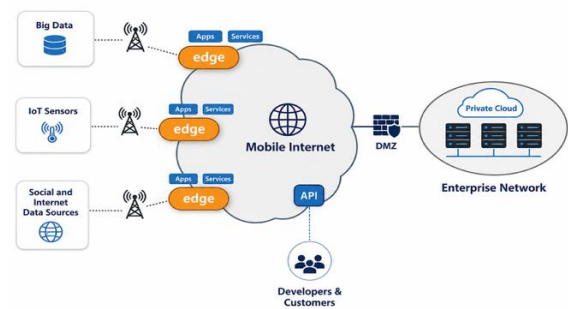 Big Data
Apps
Services
edge
IoT Sensors
Apps
Services
edge
Social and
Internet
Data Sources
Apps
Services
edge
Mobile Internet
API
Developers &
Customers
DMZ
Private Cloud
Enterprise Network